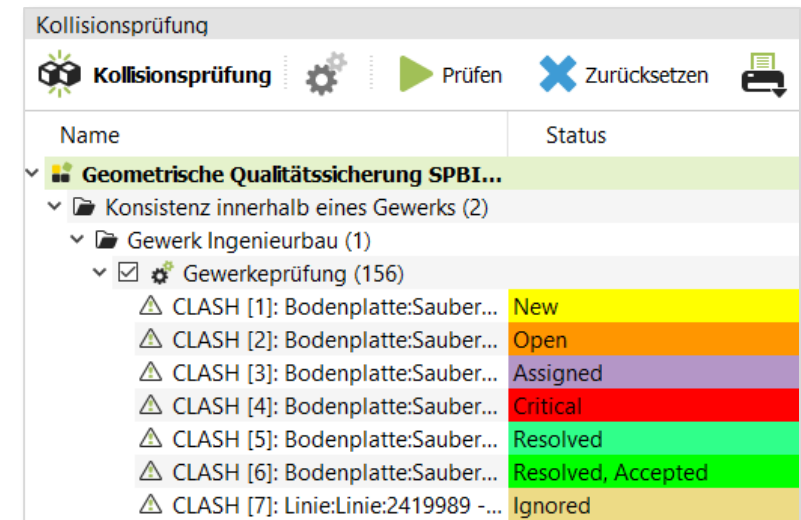 Kollisionsprüfung
Kollisionsprüfung Prüfen Zurücksetzen
Name Status
Geometrische Qualitätssicherung SPBI...
Konsistenz innerhalb eines Gewerks (2)
Gewerk Ingenieurbau (1)
Gewerkeprüfung (156)
CLASH [1]: Bodenplatte:Sauber... New
CLASH [2]: Bodenplatte:Sauber... Open
CLASH [3]: Bodenplatte:Sauber... Assigned
CLASH [4]: Bodenplatte:Sauber... Critical
CLASH [5]: Bodenplatte:Sauber... Resolved
CLASH [6]: Bodenplatte:Sauber... Resolved, Accepted
CLASH [7]: Linie:Linie:2419989 -... Ignored